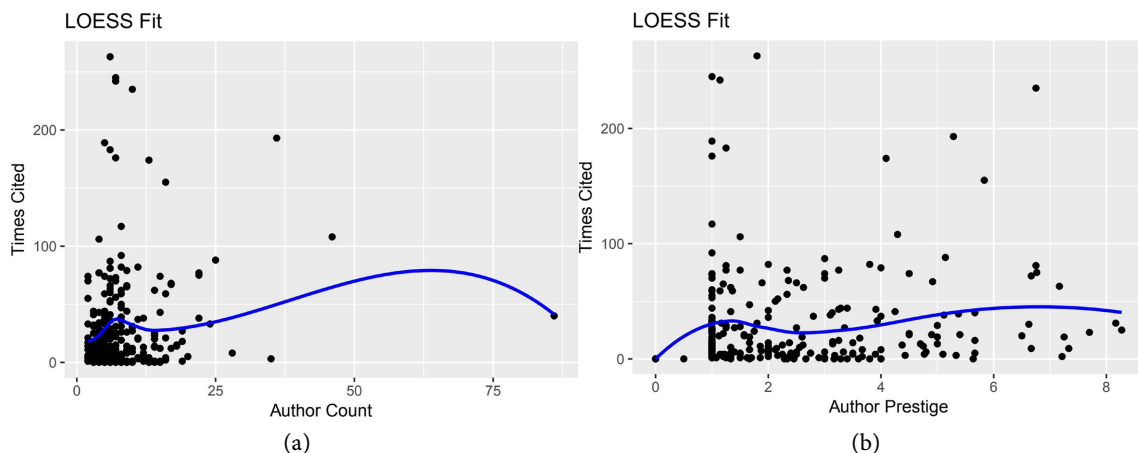 LOESS Fit
200
100
0
Times Cited
0
25
50
75
Author Count
(a)
LOESS Fit
200
100
0
Times Cited
0
2
4
6
8
Author Prestige
(b)